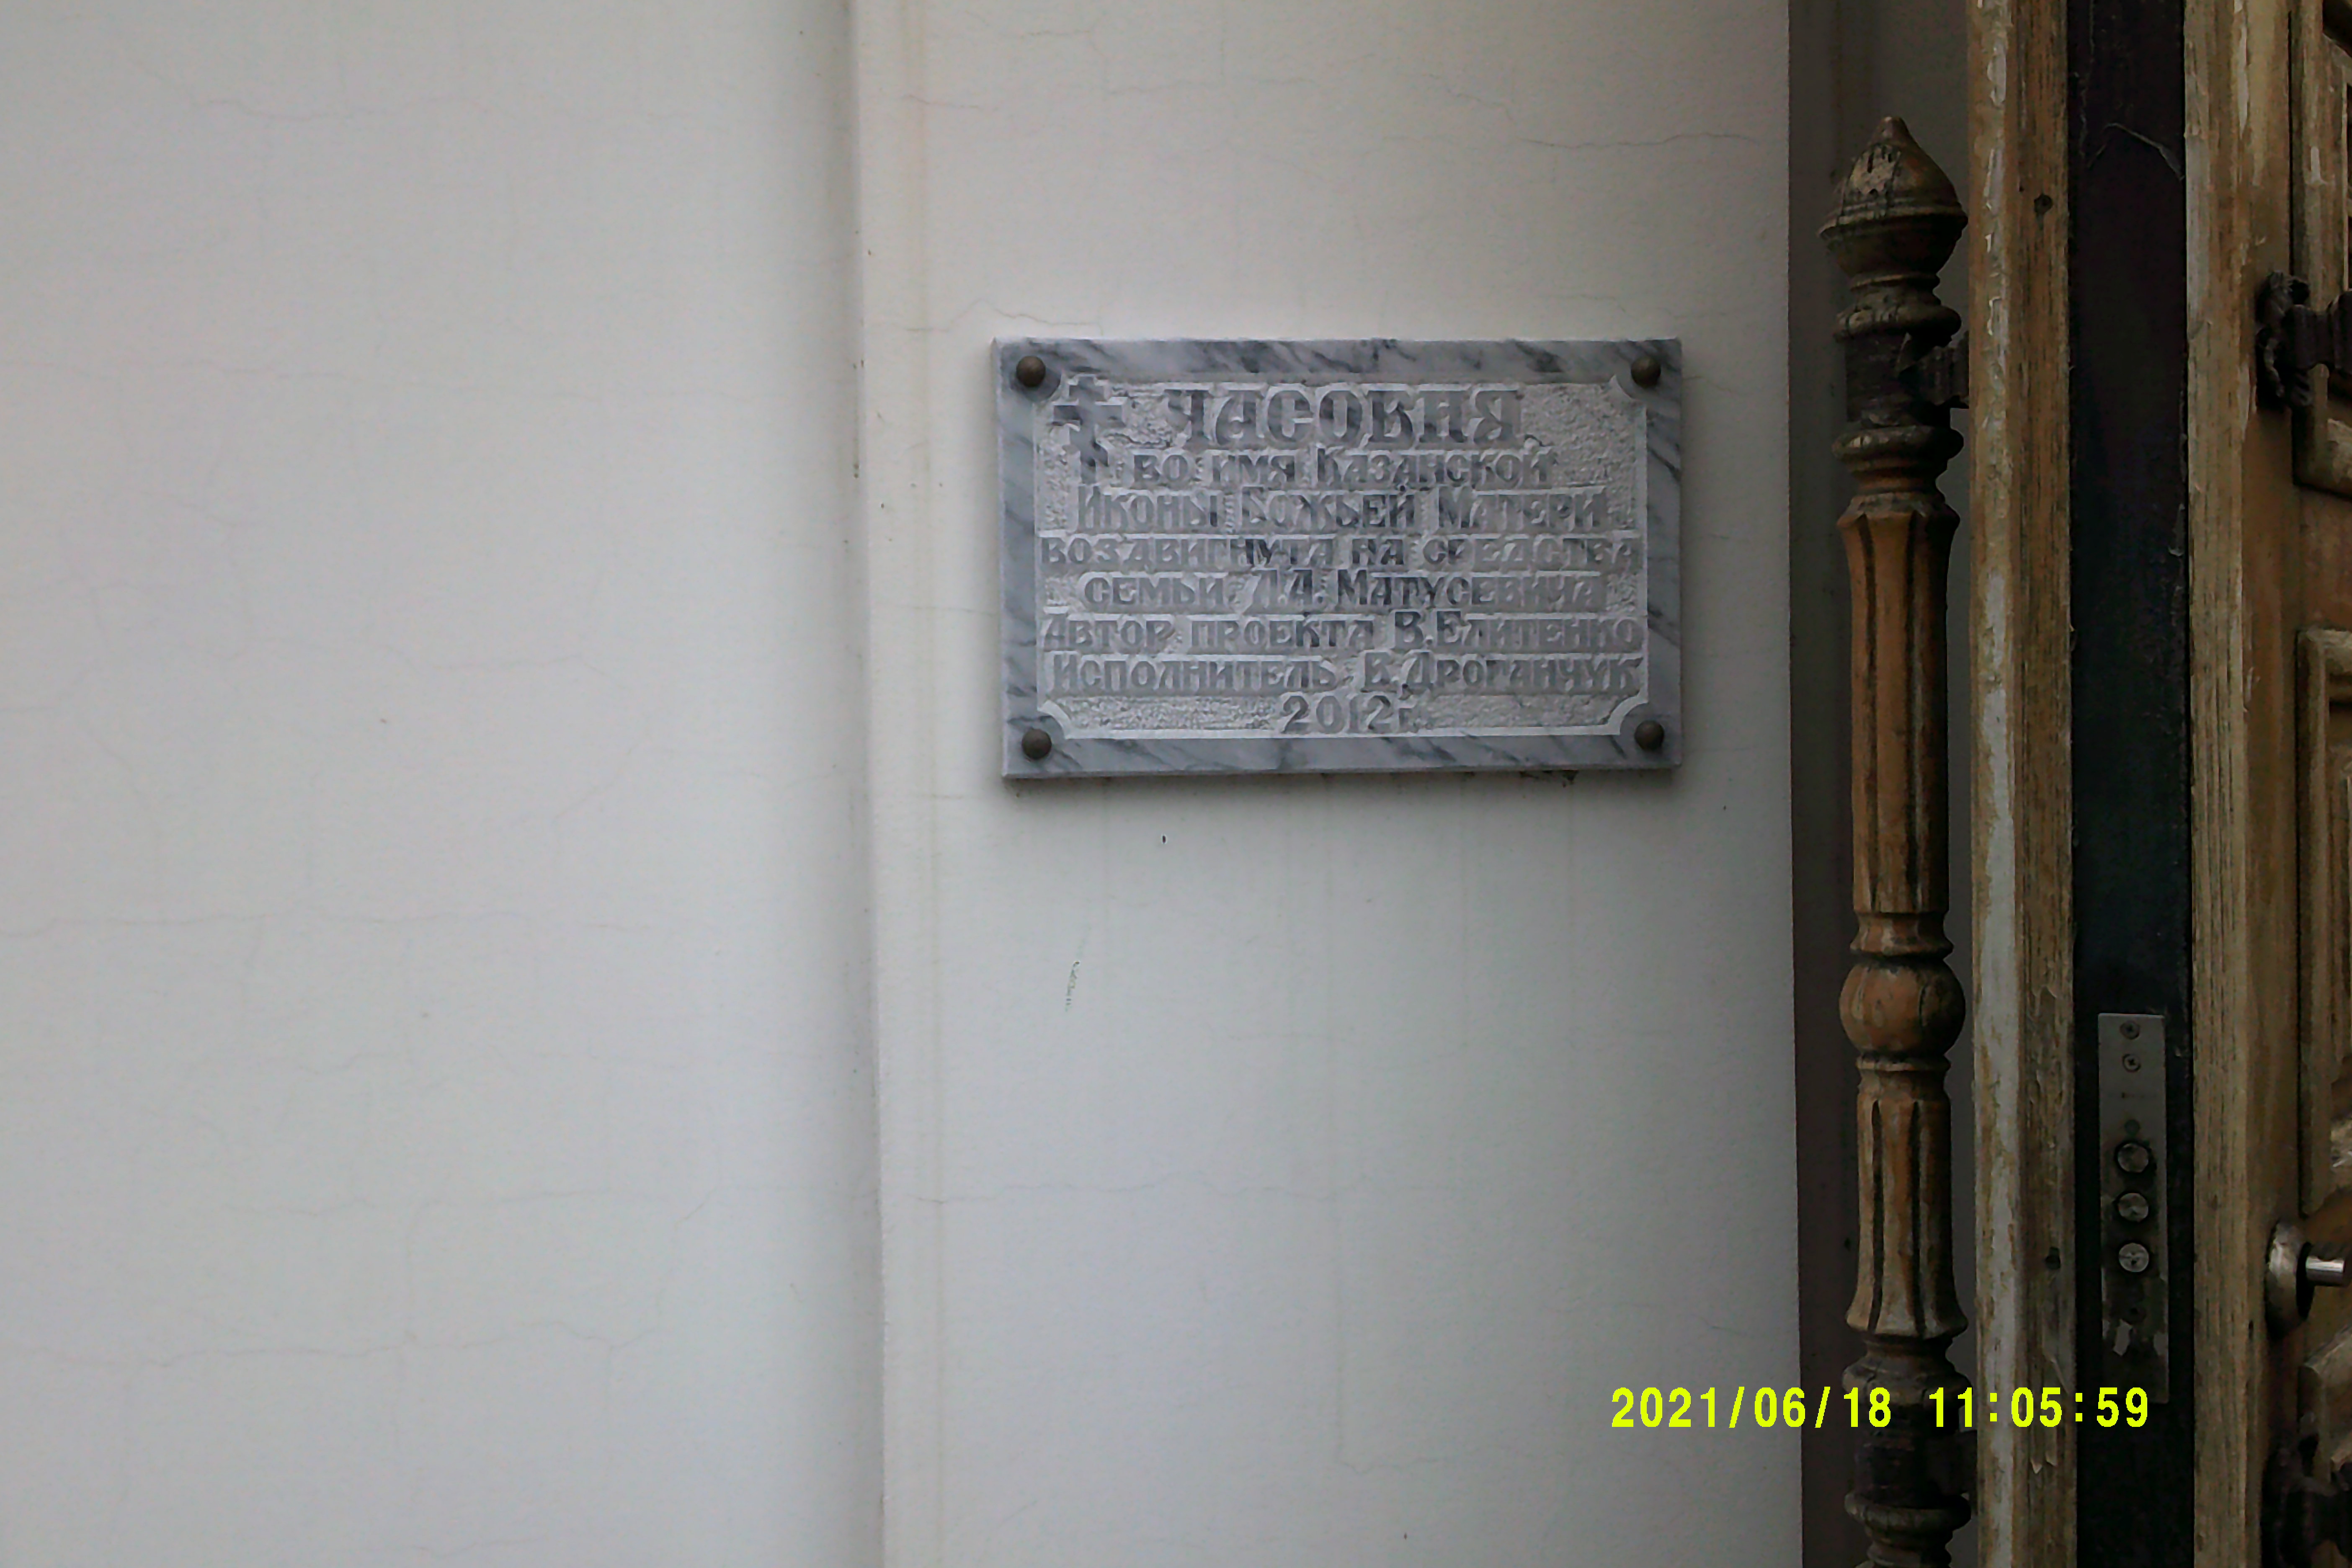 ЧАСОВНЯ
ВО ИМЯ КАЗАНСКОЙ
ИКОНЫ БОЖЬЕЙ МАТЕРИ
ВОЗДВИГНУТА НА СРЕДСТВА
СЕМЬИ Л.А. МАТУСЕВИЧА
АВТОР ПРОЕКТА В.ЕЛИТЕНКО
ИСПОЛНИТЕЛЬ В.ДРОГАНЧУК
2012г.
2021/06/18 11:05:59